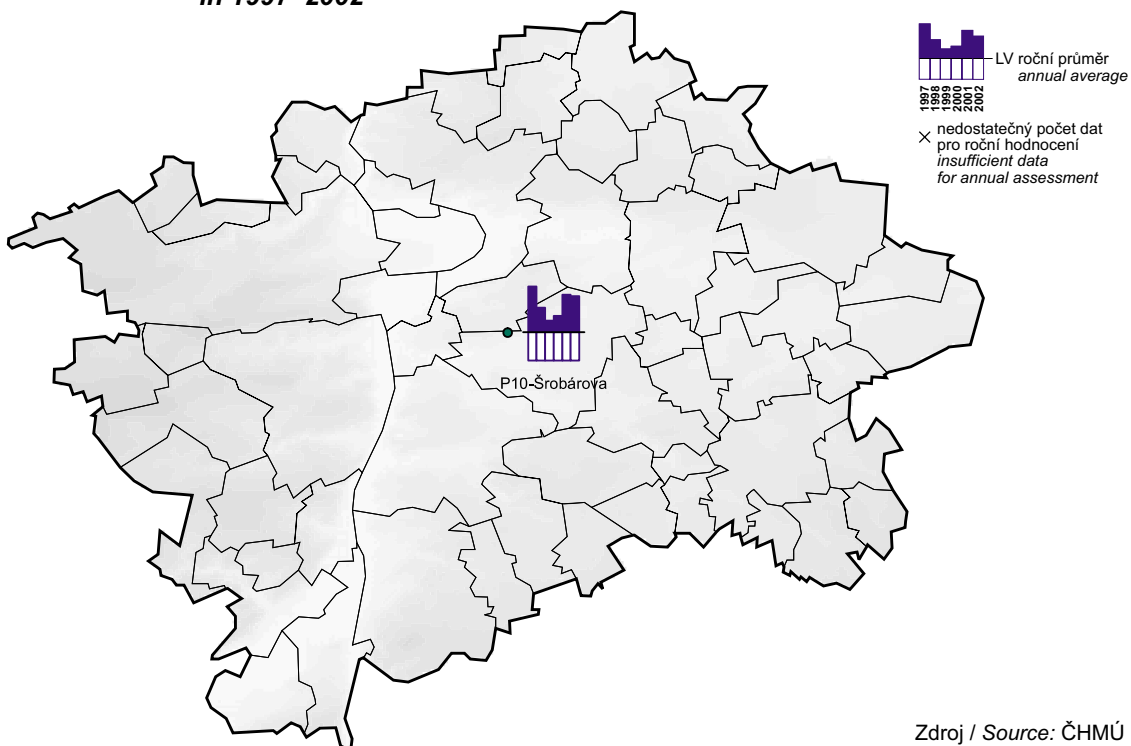 in 1997–2002
LV roční průměr
annual average
1997
1998
1999
2000
2001
2002
× nedostatečný počet dat
pro roční hodnocení
insufficient data
for annual assessment
P10-Šrobárova
Zdroj / Source: ČHMÚ